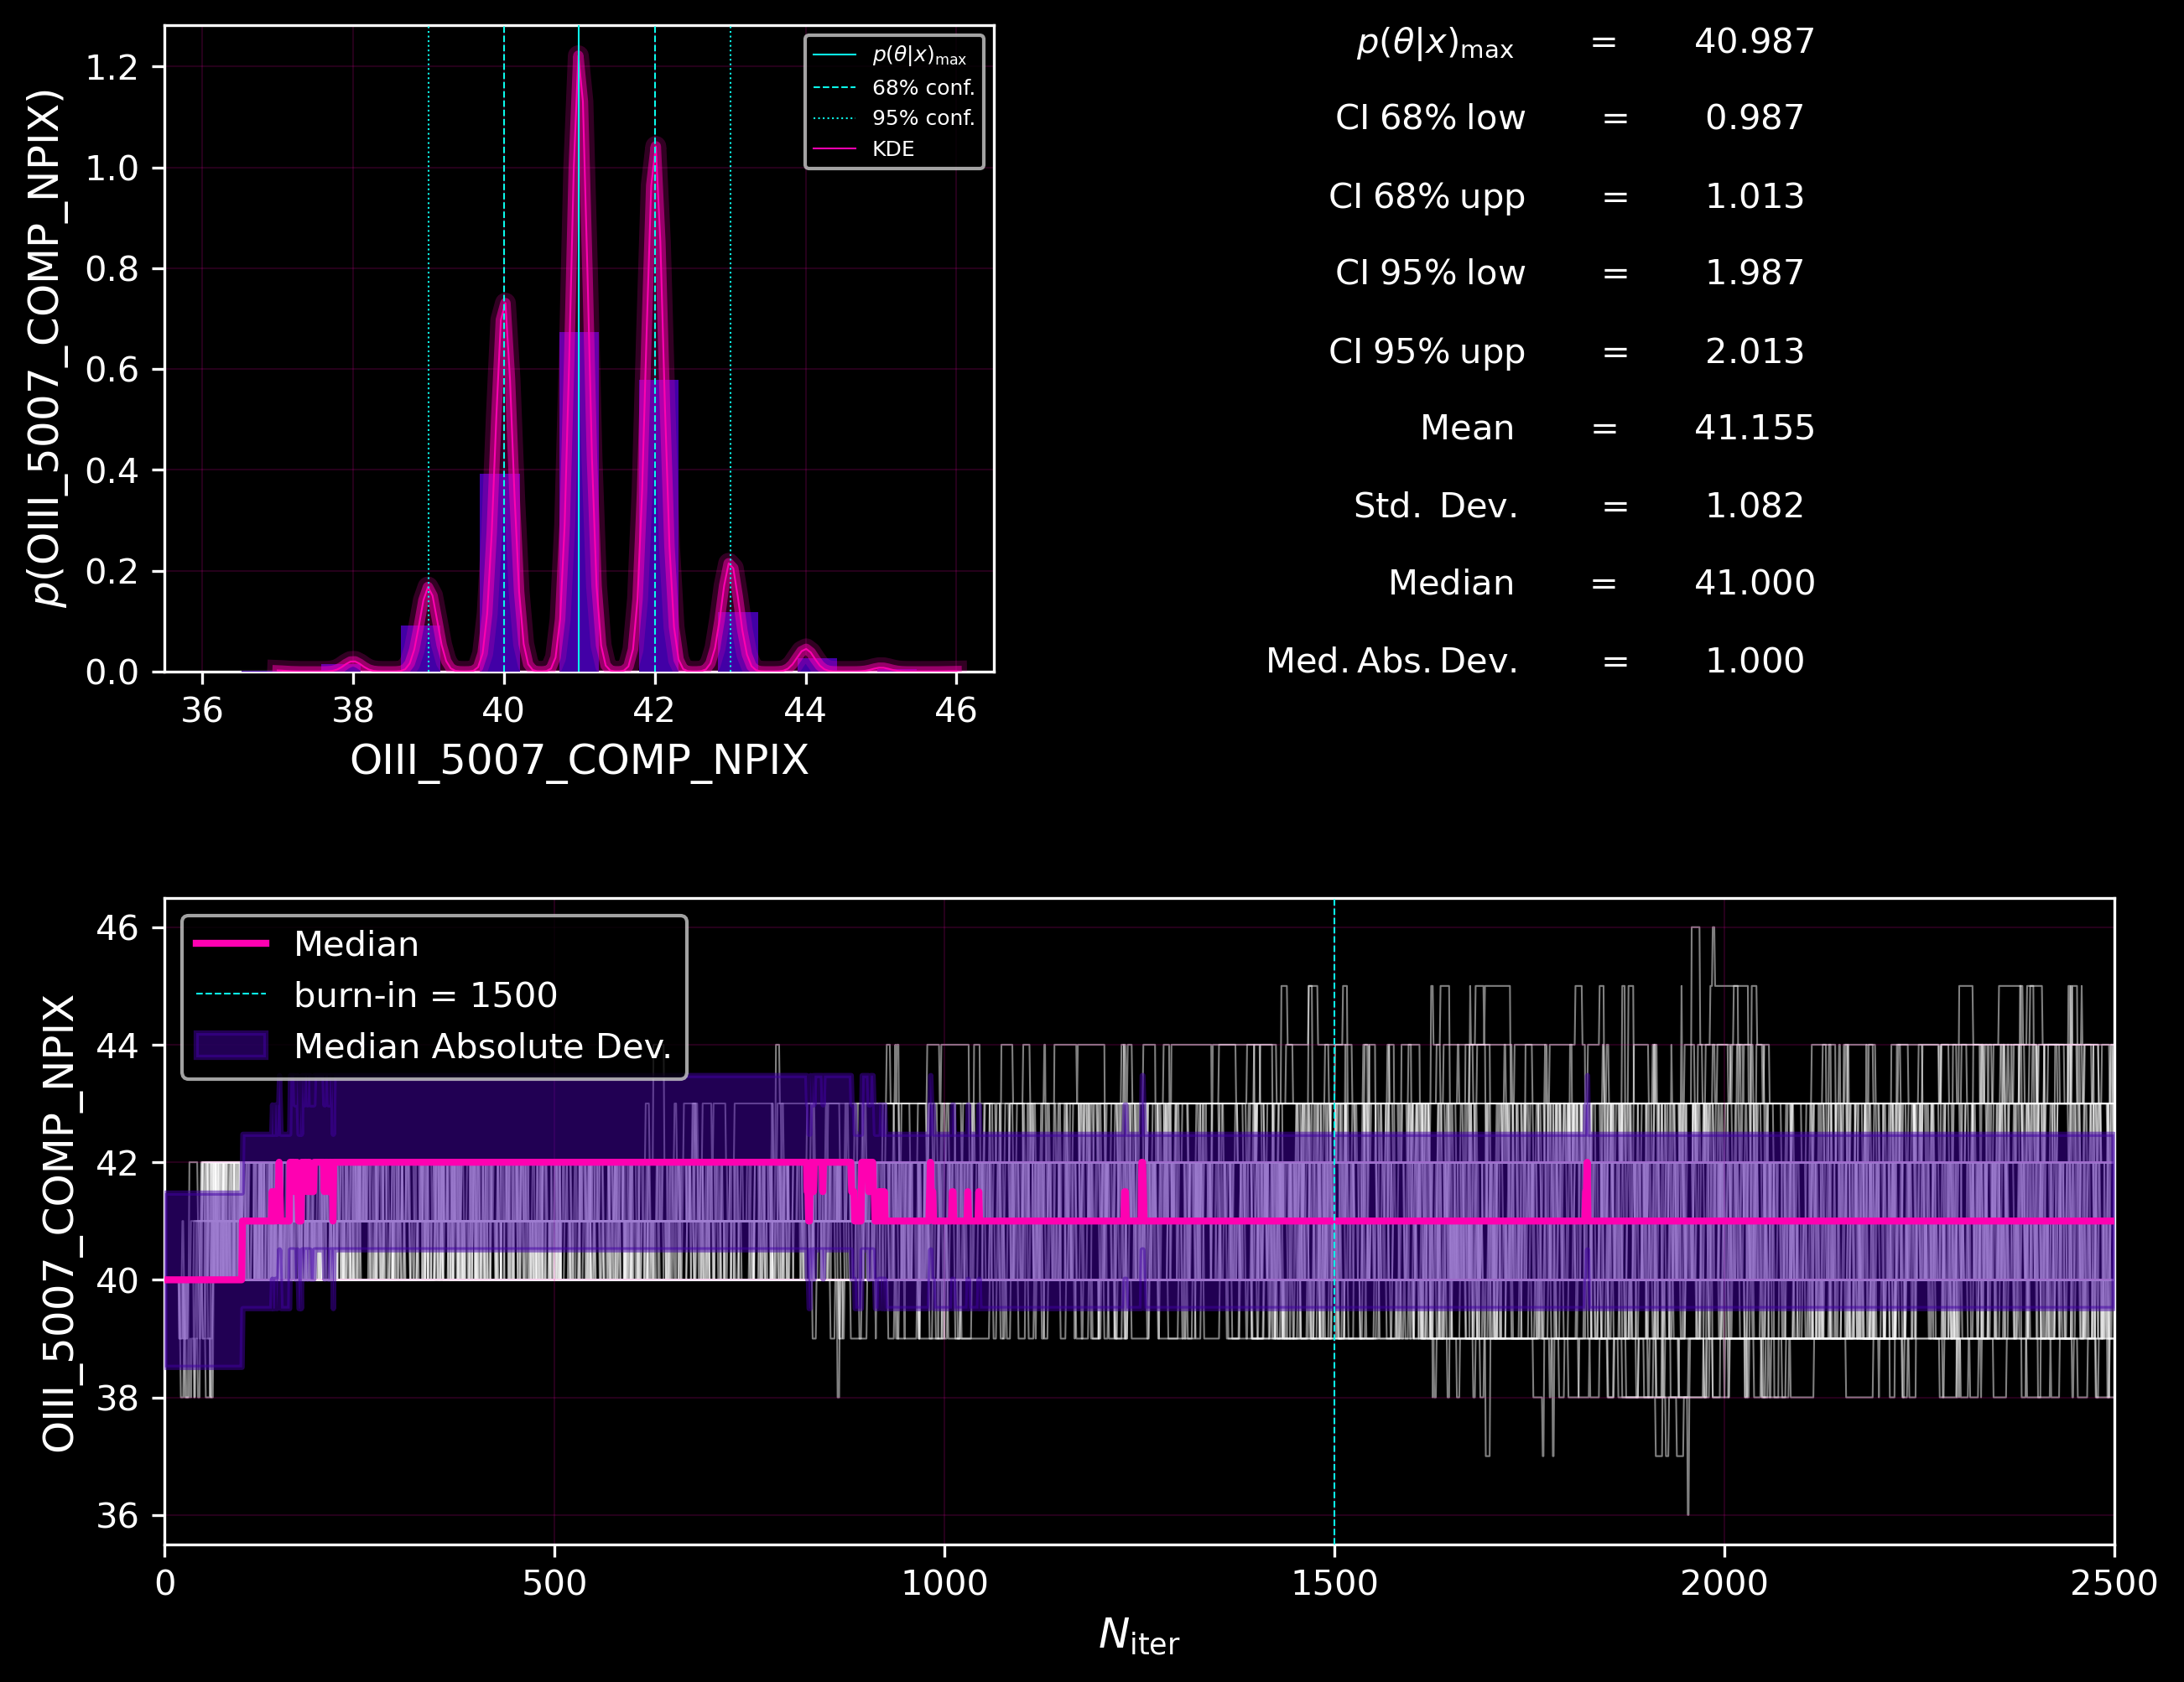 p(θ|x)max
68% conf.
95% conf.
KDE
p(OIII_5007_COMP_NPIX)
1.2
1.0
0.8
0.6
0.4
0.2
0.0
36 38 40 42 44 46
OIII_5007_COMP_NPIX
p(θ|x)max = 40.987
CI 68% low = 0.987
CI 68% upp = 1.013
CI 95% low = 1.987
CI 95% upp = 2.013
Mean = 41.155
Std. Dev. = 1.082
Median = 41.000
Med. Abs. Dev. = 1.000
Median
burn-in = 1500
Median Absolute Dev.
OIII_5007_COMP_NPIX
46
44
42
40
38
36
0 500 1000 1500 2000 2500
Niter